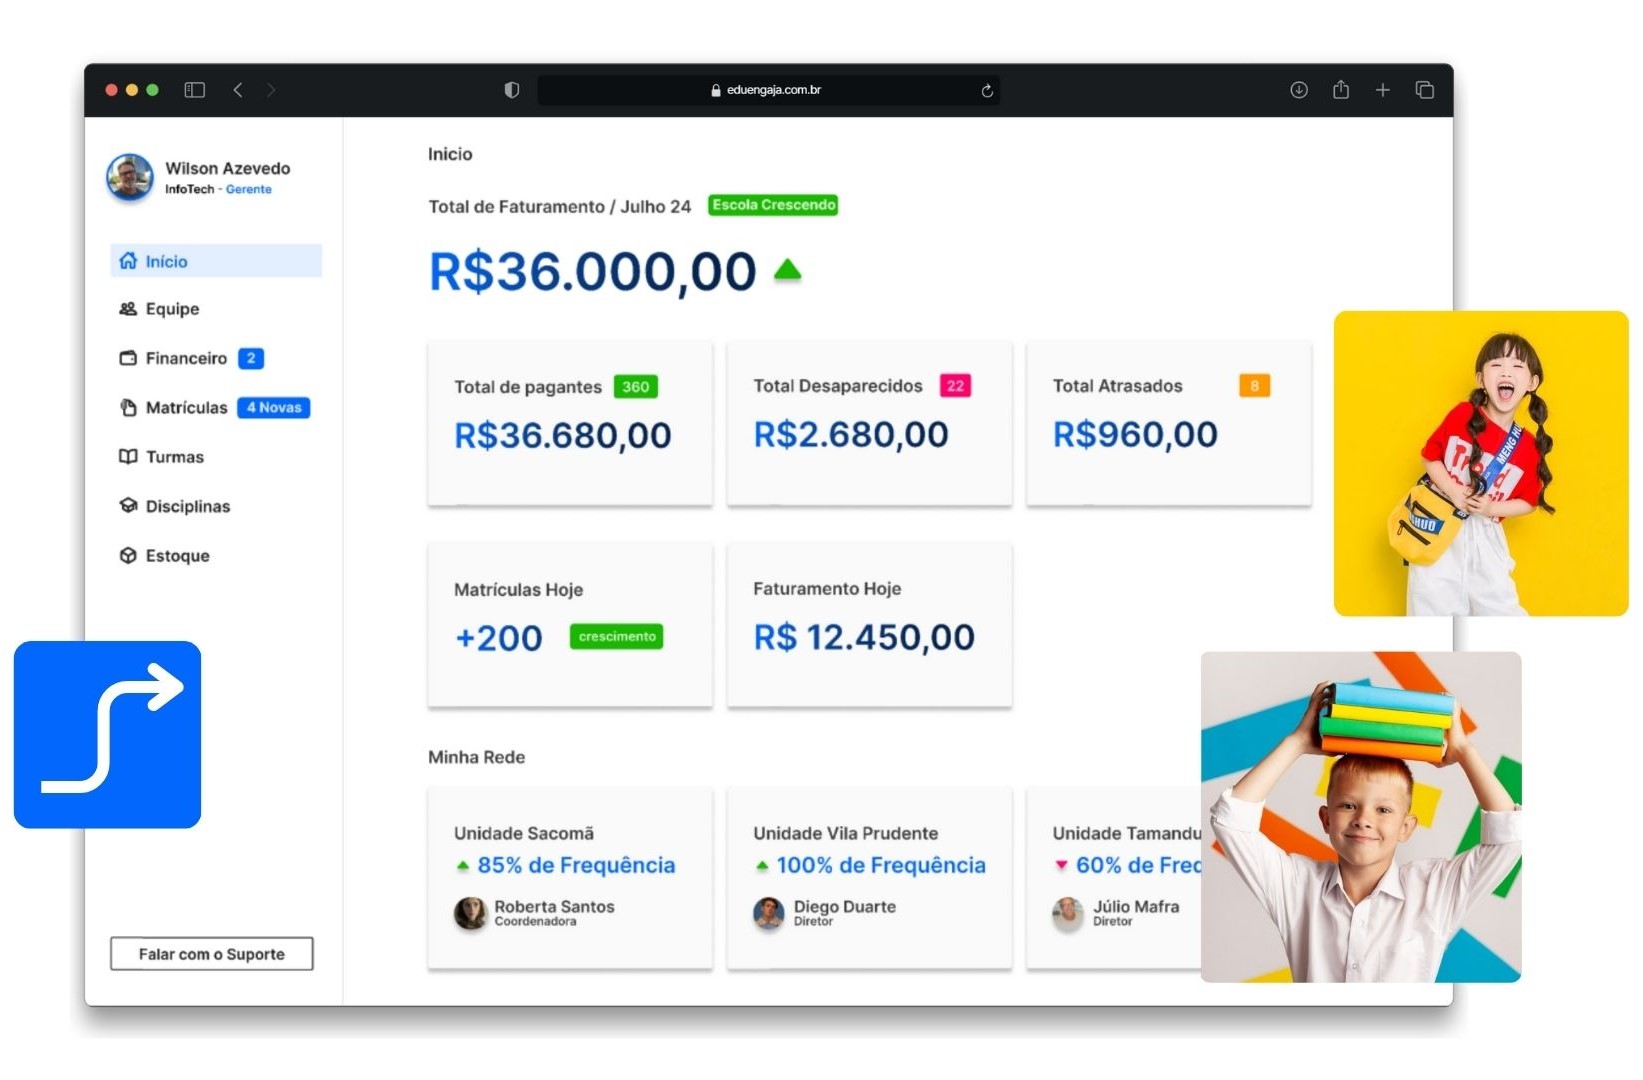 eduengaja.com.br
Wilson Azevedo
InfoTech - Gerente
Início
Equipe
Financeiro 2
Matrículas 4 Novas
Turmas
Disciplinas
Estoque
Falar com o Suporte
Inicio
Total de Faturamento / Julho 24 Escola Crescendo
R$36.000,00
Total de pagantes 360
R$36.680,00
Total Desaparecidos 22
R$2.680,00
Total Atrasados 8
R$960,00
Matrículas Hoje
+200 crescimento
Faturamento Hoje
R$ 12.450,00
Minha Rede
Unidade Sacomã
85% de Frequência
Roberta Santos
Coordenadora
Unidade Vila Prudente
100% de Frequência
Diego Duarte
Diretor
Unidade Tamandu
60% de Freq
Júlio Mafra
Diretor
MENG HU
HUO